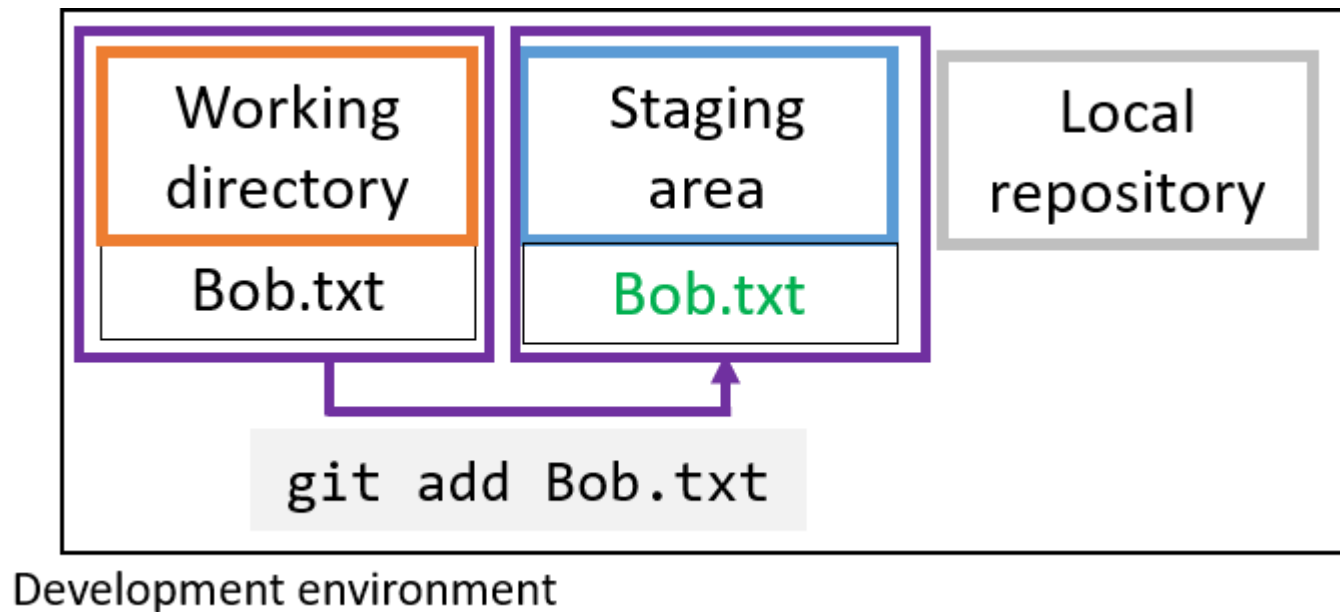 Working
directory
Bob.txt
Staging
area
Bob.txt
Local
repository
git add Bob.txt
Development environment